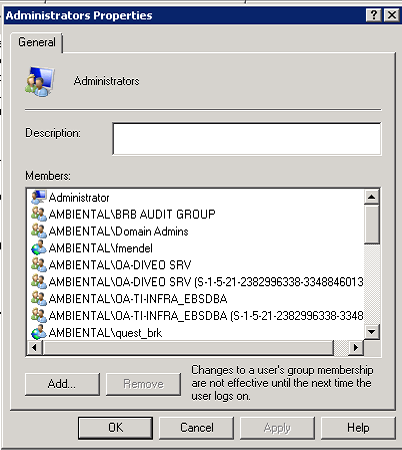 Administrators Properties
General
Administrators
Description:
Members:
Administrator
AMBIENTAL\BRB AUDIT GROUP
AMBIENTAL\Domain Admins
AMBIENTAL\fmendel
AMBIENTAL\OA-DIVEO SRV
AMBIENTAL\OA-DIVEO SRV (S-1-5-21-2382996338-3348846013
AMBIENTAL\OA-TI-INFRA_EBSDBA
AMBIENTAL\OA-TI-INFRA_EBSDBA (S-1-5-21-2382996338-3348
AMBIENTAL\quest_brk
Add...
Remove
Changes to a user's group membership
are not effective until the next time the
user logs on.
OK
Cancel
Apply
Help